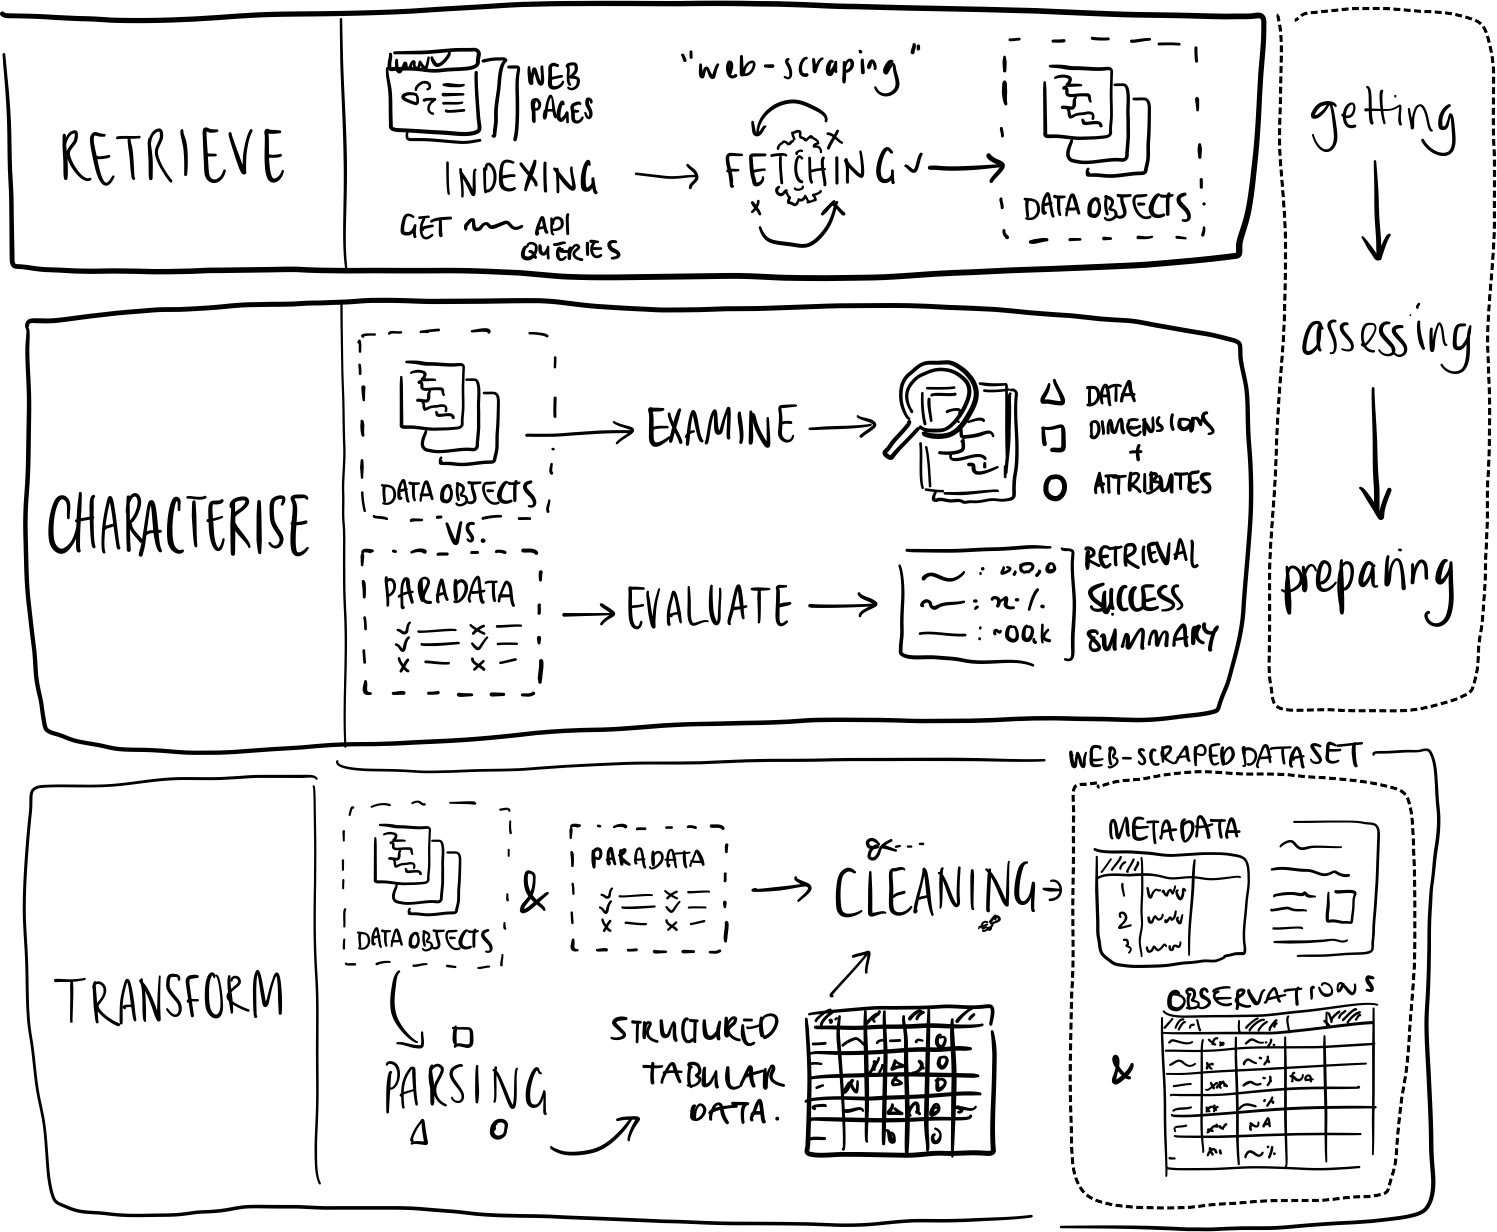 RETRIEVE
WEB
PAGES
INDEXING
GET API
QUERIES
"web-scraping"
FETCHING
DATA OBJECTS
getting
assessing
preparing
CHARACTERISE
DATA OBJECTS
VS.
PARADATA
EXAMINE
DATA
DIMENSIONS
+
ATTRIBUTES
EVALUATE
: 0,0,0
: n·/.
: ~00.k
RETRIEVAL
SUCCESS
SUMMARY
TRANSFORM
DATA OBJECTS
&
PARADATA
PARSING
STRUCTURED
TABULAR
DATA.
CLEANING
WEB-SCRAPED DATASET
METADATA
1
2
3
&
OBSERVATIONS
NA
NA